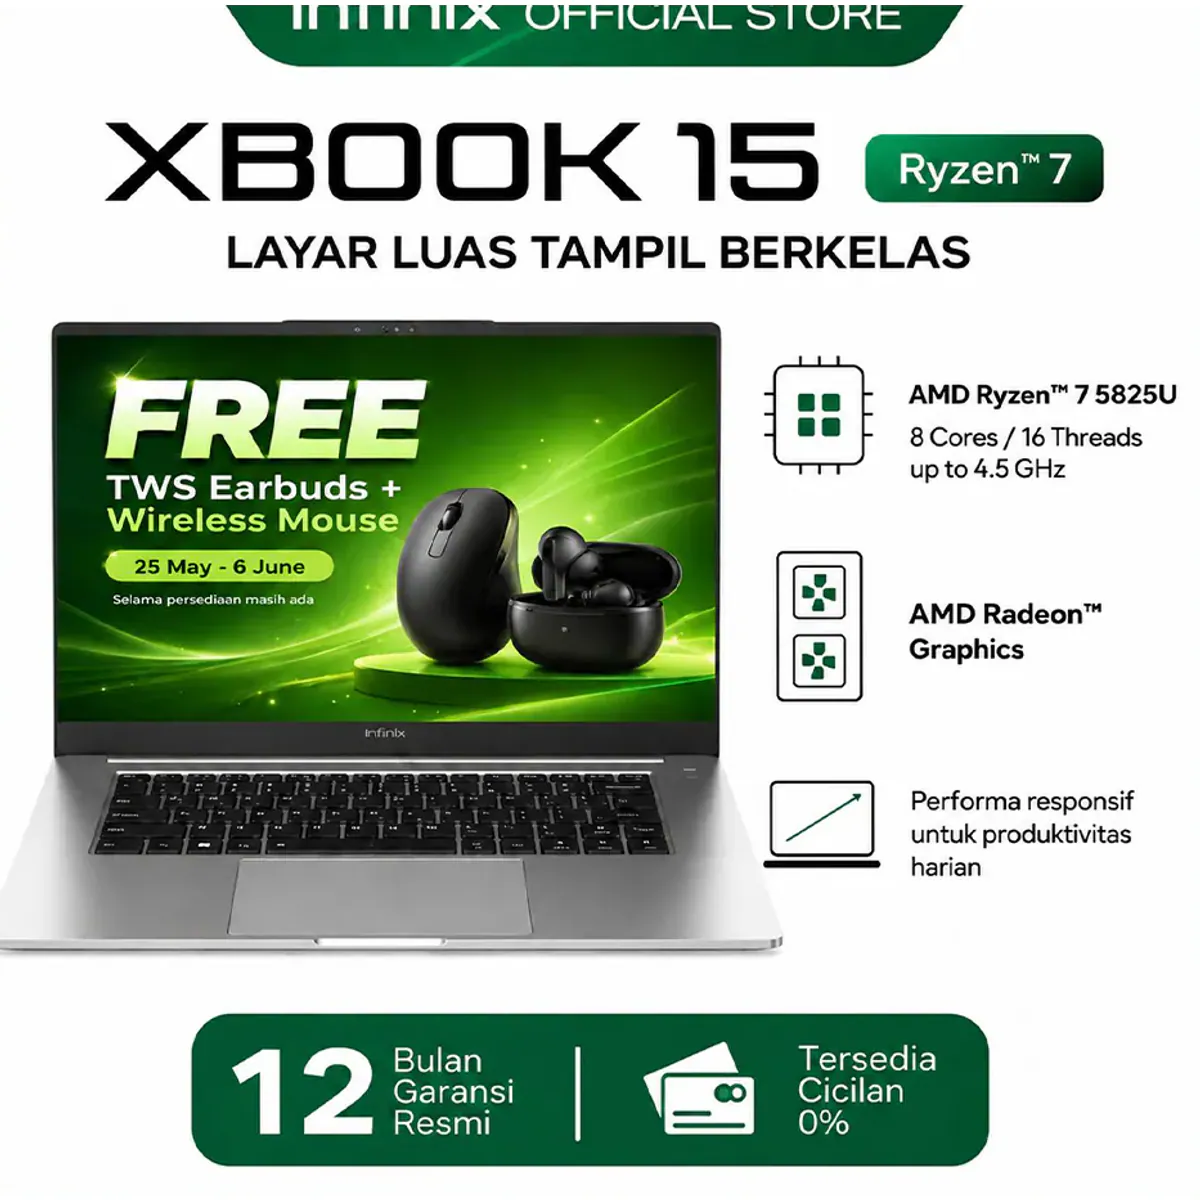 Infinix OFFICIAL STORE
XBOOK 15
Ryzen™ 7
LAYAR LUAS TAMPIL BERKELAS
FREE
TWS Earbuds +
Wireless Mouse
25 May - 6 June
Selama persediaan masih ada
Infinix
AMD Ryzen™ 7 5825U
8 Cores / 16 Threads
up to 4.5 GHz
AMD Radeon™
Graphics
Performa responsif
untuk produktivitas
harian
12
Bulan
Garansi
Resmi
Tersedia
Cicilan
0%